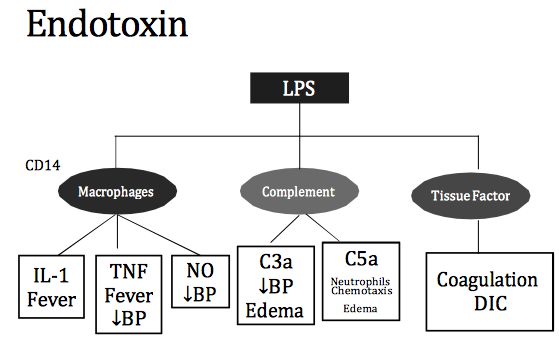 Endotoxin
LPS
CD14
Macrophages
Complement
Tissue Factor
IL-1
Fever
TNF
Fever
↓BP
NO
↓BP
C3a
↓BP
Edema
C5a
Neutrophils
Chemotaxis
Edema
Coagulation
DIC